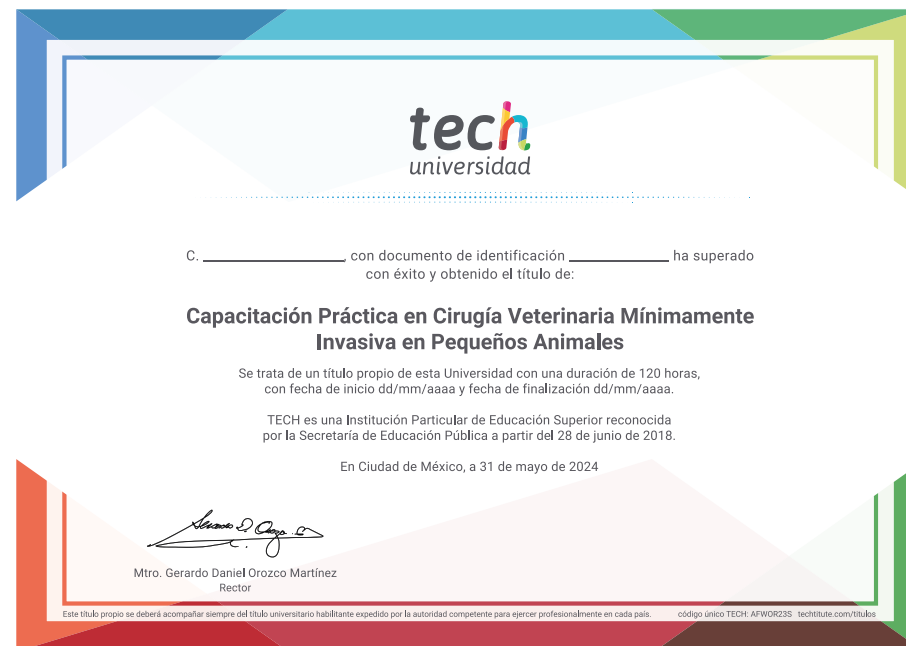 tech
universidad
C. ____________, con documento de identificación ____________ ha superado
con éxito y obtenido el título de:
Capacitación Práctica en Cirugía Veterinaria Mínimamente
Invasiva en Pequeños Animales
Se trata de un título propio de esta Universidad con una duración de 120 horas,
con fecha de inicio dd/mm/aaaa y fecha de finalización dd/mm/aaaa.
TECH es una Institución Particular de Educación Superior reconocida
por la Secretaría de Educación Pública a partir del 28 de junio de 2018.
En Ciudad de México, a 31 de mayo de 2024
Mtro. Gerardo Daniel Orozco Martínez
Rector
Este título propio se deberá acompañar siempre del título universitario habilitante expedido por la autoridad competente para ejercer profesionalmente en cada país. código único TECH: AFWOR23S techtitute.com/titulos